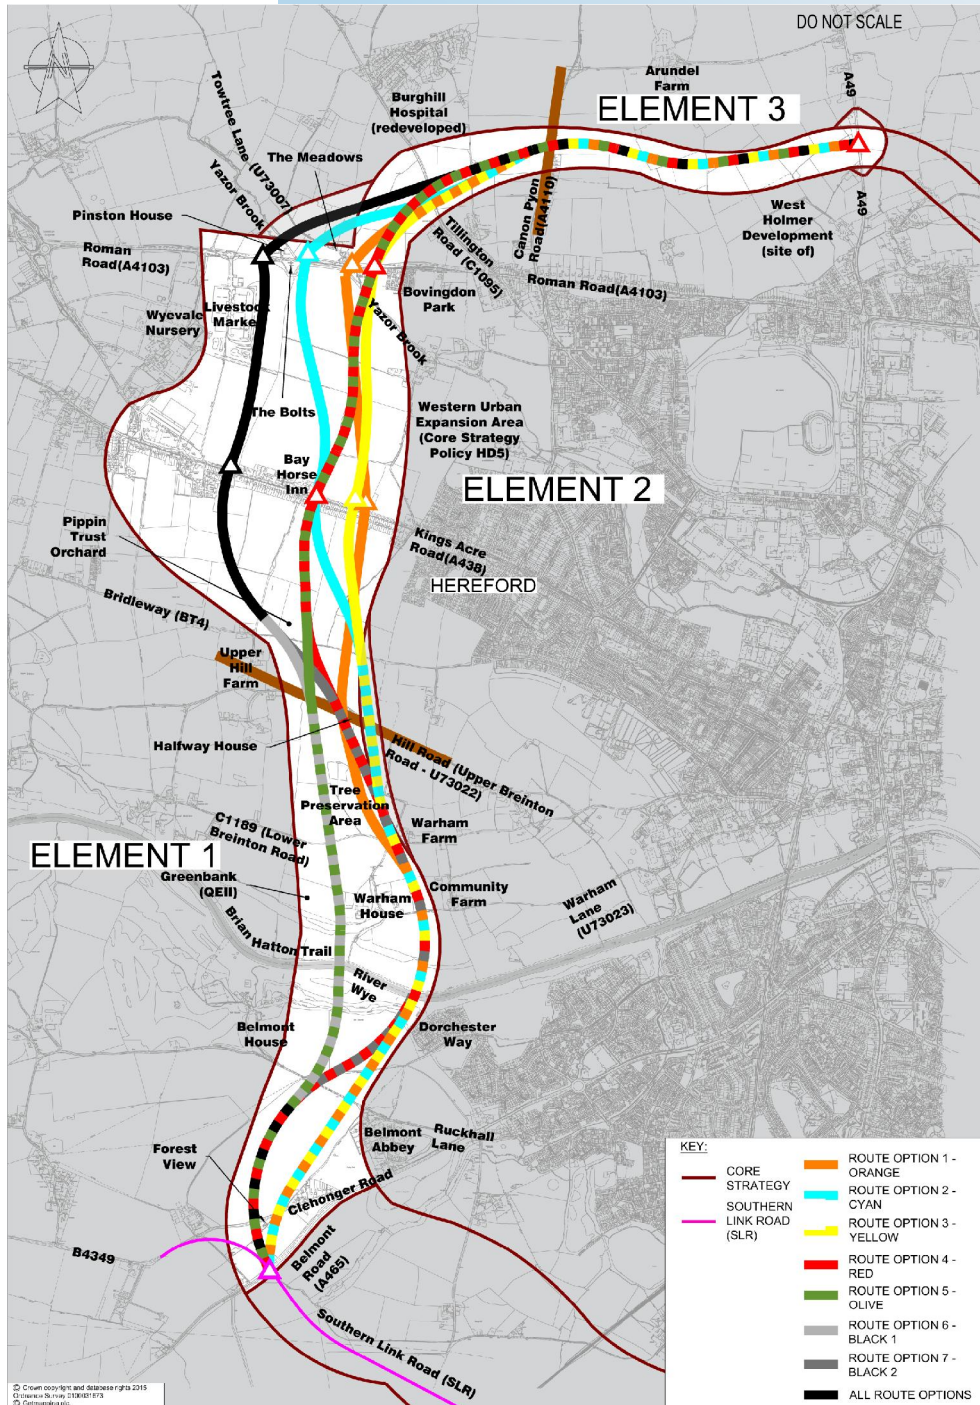 DO NOT SCALE
Arundel
Farm
A49
ELEMENT 3
Burghill
Hospital
(redeveloped)
Towtree Lane (U73007)
The Meadows
Yazor Brook
Pinston House
Canon Pyon
Road(A4110)
A49
West
Holmer
Development
(site of)
Tillington
Road (C1095)
Roman
Road(A4103)
Roman Road(A4103)
Bovingdon
Park
Livestock
Market
Wyevale
Nursery
Yazor Brook
The Bolts
Western Urban
Expansion Area
(Core Strategy
Policy HD5)
Bay
Horse
Inn
ELEMENT 2
Pippin
Trust
Orchard
Kings Acre
Road(A438)
HEREFORD
Bridleway (BT4)
Upper
Hill
Farm
Halfway House
Hill Road (Upper Breinton
Road - U73022)
Tree
Preservation
Area
C1189 (Lower
Breinton Road)
Warham
Farm
ELEMENT 1
Greenbank
(QEII)
Warham
House
Community
Farm
Warham
Lane
(U73023)
Brian
Hatton Trail
River
Wye
Belmont
House
Dorchester
Way
Belmont
Abbey
Ruckhall
Lane
Forest
View
Clehonger Road
B4349
Belmont
Road
(A465)
Southern Link Road (SLR)
KEY:
CORE
STRATEGY
SOUTHERN
LINK ROAD
(SLR)
ROUTE OPTION 1 -
ORANGE
ROUTE OPTION 2 -
CYAN
ROUTE OPTION 3 -
YELLOW
ROUTE OPTION 4 -
RED
ROUTE OPTION 5 -
OLIVE
ROUTE OPTION 6 -
BLACK 1
ROUTE OPTION 7 -
BLACK 2
ALL ROUTE OPTIONS
© Crown copyright and database rights 2015
Ordnance Survey 0100031673
© Getmapping plc